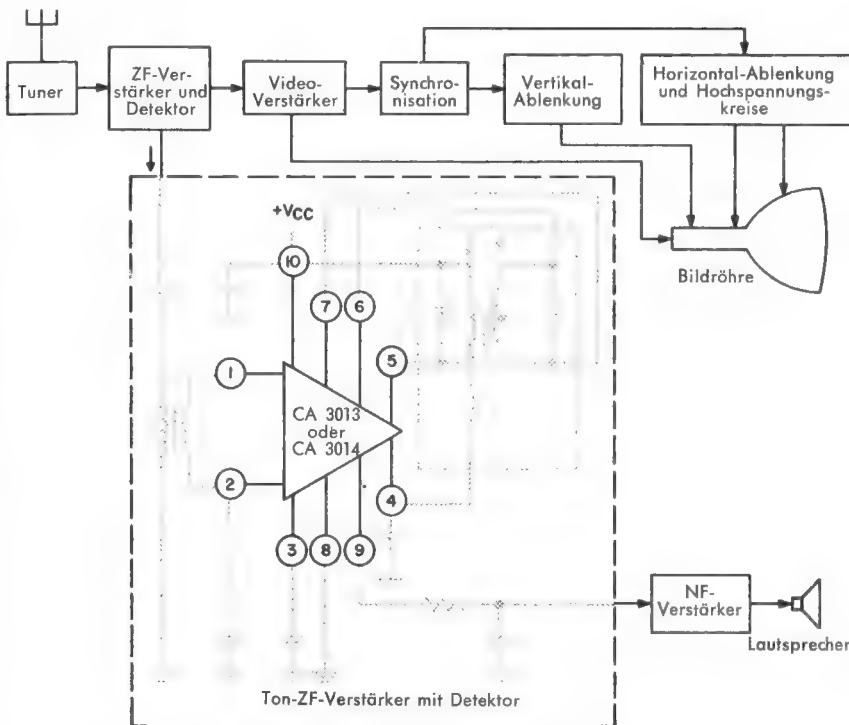 Tuner
ZF-Ver-
stärker und
Detektor
Video-
Verstärker
Synchro-
nisation
Vertikal-
Ablenkung
Horizontal-Ablenkung
und Hochspannungs-
kreise
Bildröhre
+Vcc
10
7
6
5
1
CA 3013
oder
CA 3014
2
4
3
8
9
NF-
Verstärker
Lautsprecher
Ton-ZF-Verstärker mit Detektor